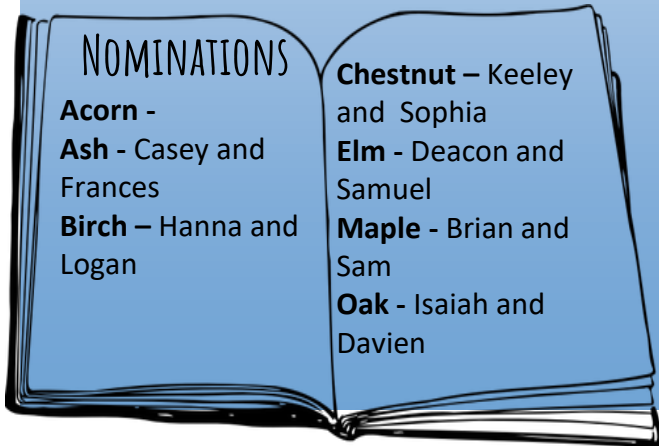 NOMINATIONS
Acorn -
Ash - Casey and
Frances
Birch – Hanna and
Logan
Chestnut – Keeley
and  Sophia
Elm - Deacon and
Samuel
Maple - Brian and
Sam
Oak - Isaiah and
Davien